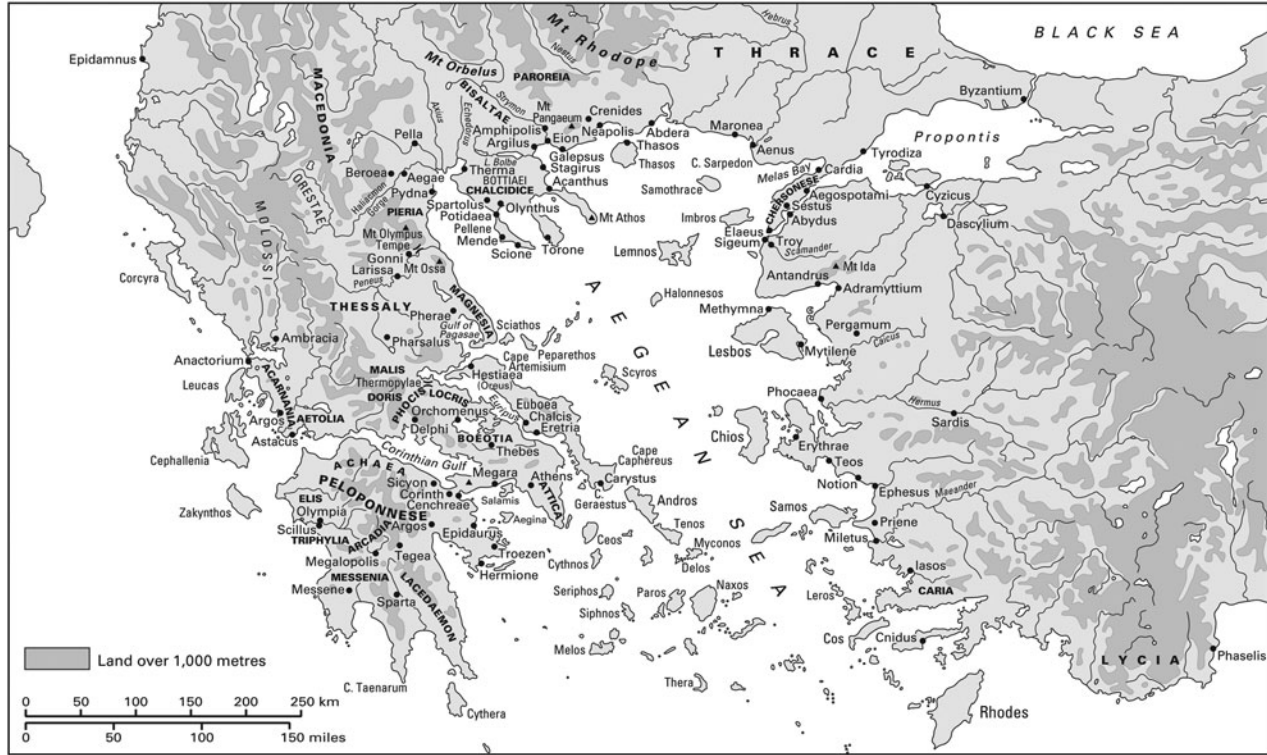 BLACK SEA
Mt Rhodope
Hebrus
Nestus
THRACE
Epidamnus
Mt Orbelus
PAROREIA
BISALTAE
Strymon
MACEDONIA
Axius
Echedorus
Mt
Pangaeum
Crenides
Byzantium
Pella
Amphipolis
Neapolis
Abdera
Maronea
Propontis
Argilus
Eion
Thasos
Aenus
Galepsus
Thasos
C. Sarpedon
Melas Bay
Tyrodiza
L. Bolbe
Stagirus
Cardia
Beroea
Aegae
Therma
BOTTIAEI
Acanthus
Samothrace
CHERSONESE
Aegospotami
Cyzicus
ORESTAE
Haliacmon
Gorge
Pydna
CHALCIDICE
Spartolus
Olynthus
Sestus
PIERIA
Potidaea
Mt Athos
Imbros
Abydus
Dascylium
MOLOSSI
Mt Olympus
Pellene
Elaeus
Tempe
Mende
Torone
Sigeum
Troy
Scamander
Gonni
Scione
Lemnos
Corcyra
Larissa
Mt Ossa
Antandrus
Mt Ida
Peneus
Adramyttium
THESSALY
MAGNESIA
AEGEAN SEA
Halonnesos
Methymna
Pherae
Gulf of
Pagasae
Sciathos
Pergamum
Caicus
Ambracia
Pharsalus
Cape
Artemisium
Peparethos
Lesbos
Mytilene
Anactorium
MALIS
Hestiaea
(Oreus)
Scyros
Leucas
ACARNANIA
Thermopylae
DORIS
PHOCIS
LOCRIS
Euripus
Euboea
Phocaea
Hermus
Argos
AETOLIA
Orchomenus
Chalcis
Sardis
Astacus
Delphi
BOEOTIA
Eretria
Chios
Thebes
Cape
Caphereus
Erythrae
Cephallenia
Corinthian Gulf
Teos
ACHAEA
Megara
Athens
Carystus
Notion
Sicyon
PELOPONNESE
Corinth
Salamis
ATTICA
C.
Geraestus
Andros
Ephesus
Maeander
Zakynthos
ELIS
Olympia
Cenchreae
Samos
Scillus
ARCADIA
Argos
Aegina
Tenos
Priene
TRIPHYLIA
Epidaurus
Ceos
Myconos
Miletus
Tegea
Troezen
Cythnos
Delos
Megalopolis
Hermione
Naxos
Iasos
MESSENIA
LACEDAEMON
Seriphos
Paros
Leros
CARIA
Messene
Sparta
Siphnos
Cos
Cnidus
Melos
Phaselis
LYCIA
Land over 1,000 metres
C. Taenarum
Thera
0 50 100 150 200 250 km
Cythera
Rhodes
0 50 100 150 miles